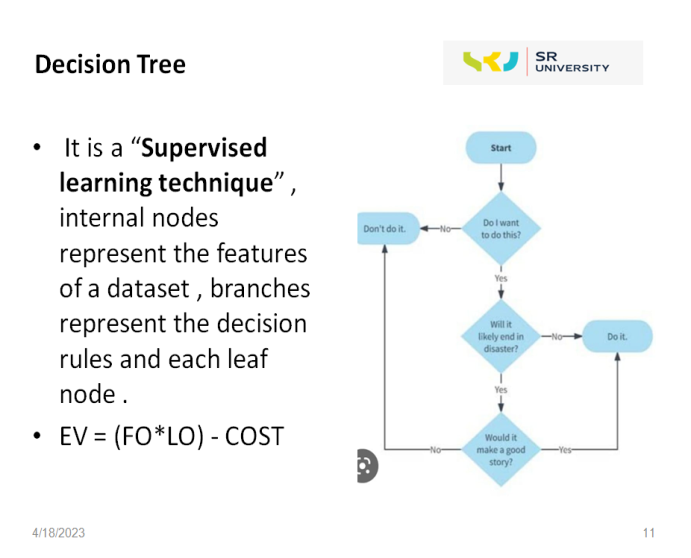 Decision Tree
SR
UNIVERSITY
• It is a “Supervised
learning technique” ,
internal nodes
represent the features
of a dataset , branches
represent the decision
rules and each leaf
node .
• EV = (FO*LO) - COST
Start
Do I want
to do this?
No
Don't do it.
Yes
Will it
likely end in
disaster?
No
Do it.
Yes
Would it
make a good
story?
No
Yes
4/18/2023
11